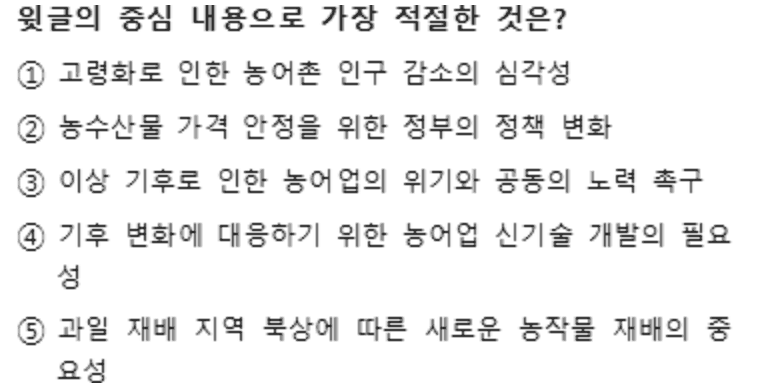 윗글의 중심 내용으로 가장 적절한 것은?
① 고령화로 인한 농어촌 인구 감소의 심각성
② 농수산물 가격 안정을 위한 정부의 정책 변화
③ 이상 기후로 인한 농어업의 위기와 공동의 노력 촉구
④ 기후 변화에 대응하기 위한 농어업 신기술 개발의 필요
성
⑤ 과일 재배 지역 북상에 따른 새로운 농작물 재배의 중
요성